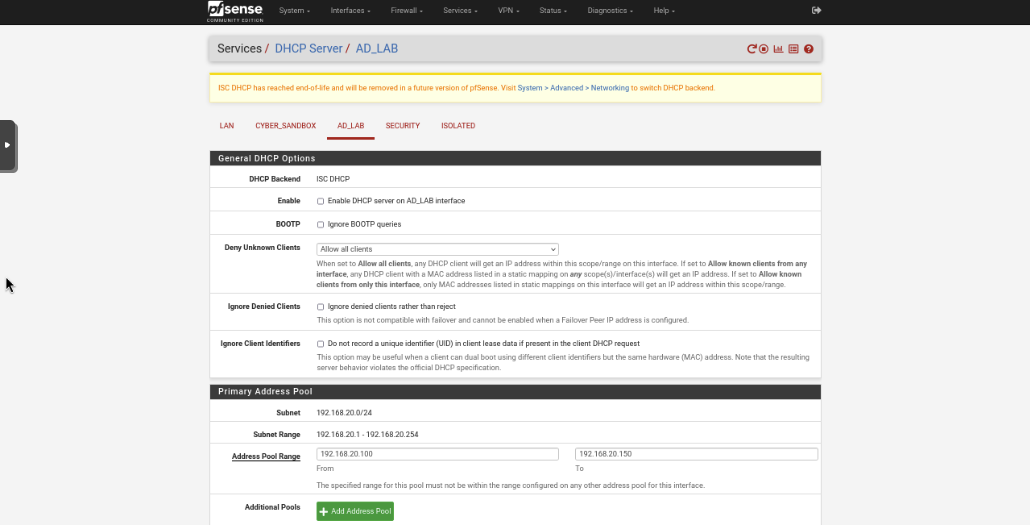 pfsense
COMMUNITY EDITION
System Interfaces Firewall Services VPN Status Diagnostics Help
Services / DHCP Server / AD_LAB
ISC DHCP has reached end-of-life and will be removed in a future version of pfSense. Visit System > Advanced > Networking to switch DHCP backend.
LAN CYBER_SANDBOX AD_LAB SECURITY ISOLATED
General DHCP Options
DHCP Backend ISC DHCP
Enable Enable DHCP server on AD_LAB interface
BOOTP Ignore BOOTP queries
Deny Unknown Clients Allow all clients
When set to Allow all clients, any DHCP client will get an IP address within this scope/range on this interface. If set to Allow known clients from any
interface, any DHCP client with a MAC address listed in a static mapping on any scope(s)/interface(s) will get an IP address. If set to Allow known
clients from only this interface, only MAC addresses listed in static mappings on this interface will get an IP address within this scope/range.
Ignore Denied Clients Ignore denied clients rather than reject
This option is not compatible with failover and cannot be enabled when a Failover Peer IP address is configured.
Ignore Client Identifiers Do not record a unique identifier (UID) in client lease data if present in the client DHCP request
This option may be useful when a client can dual boot using different client identifiers but the same hardware (MAC) address. Note that the resulting
server behavior violates the official DHCP specification.
Primary Address Pool
Subnet 192.168.20.0/24
Subnet Range 192.168.20.1 - 192.168.20.254
Address Pool Range 192.168.20.100 192.168.20.150
From To
The specified range for this pool must not be within the range configured on any other address pool for this interface.
Additional Pools + Add Address Pool